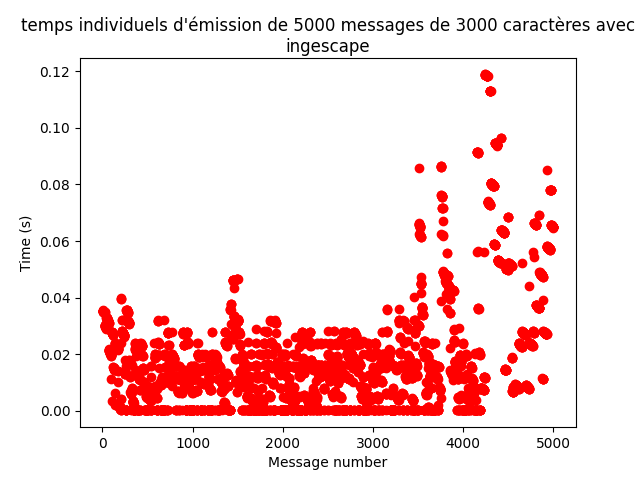 temps individuels d'émission de 5000 messages de 3000 caractères avec
ingescape
0.12
0.10
0.08
0.06
0.04
0.02
0.00
Time (s)
0 1000 2000 3000 4000 5000
Message number